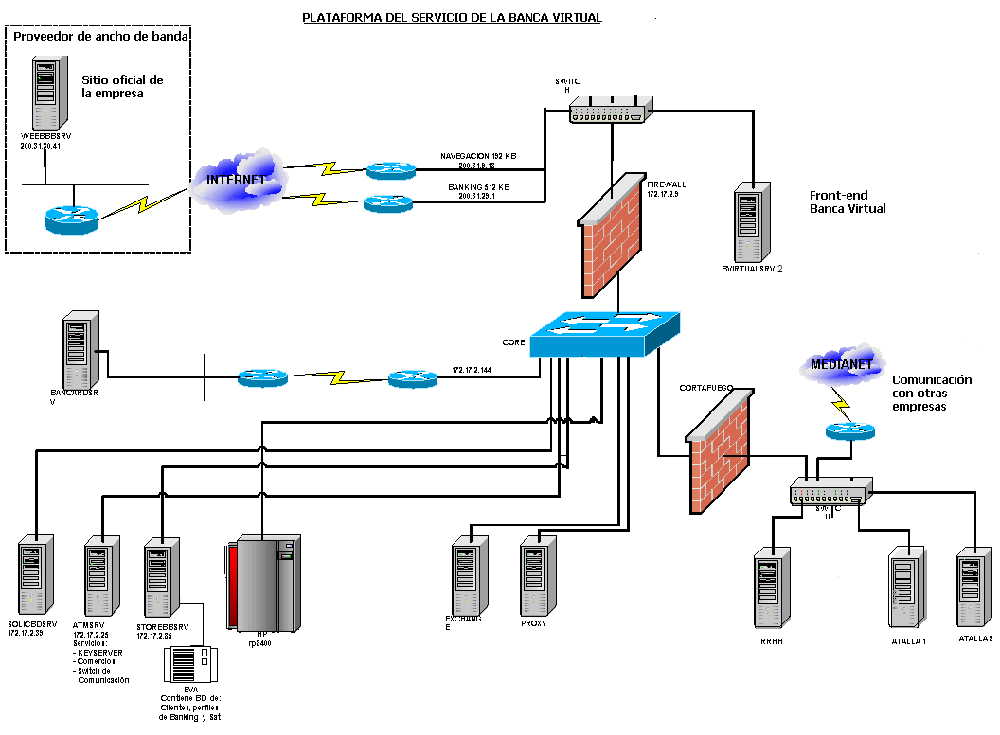 PLATAFORMA DEL SERVICIO DE LA BANCA VIRTUAL
Proveedor de ancho de banda
Sitio oficial de
la empresa
WEEBBBSRV
200.31.30.41
INTERNET
NAVEGACION 192 KB
200.31.9.18
BANKING 512 KB
200.31.29.1
SWITC
H
FIREWALL
172.17.2.9
Front-end
Banca Virtual
BVIRTUALSRV 2
CORE
BANCARDSR
V
172.17.2.144
CORTAFUEGO
MEDIANET
Comunicación
con otras
empresas
SWITC
H
SOLICBDSRV
172.17.2.39
ATMSRV
172.17.2.25
Servicios:
- KEYSERVER
- Comercios
- Switch de
Comunicación
STOREBBSRV
172.17.2.85
EVA
Contiene BD de:
Clientes, perfiles
de Banking y Sat
HP
rp8400
EXCHANG
E
PROXY
RRHH
ATALLA 1
ATALLA 2